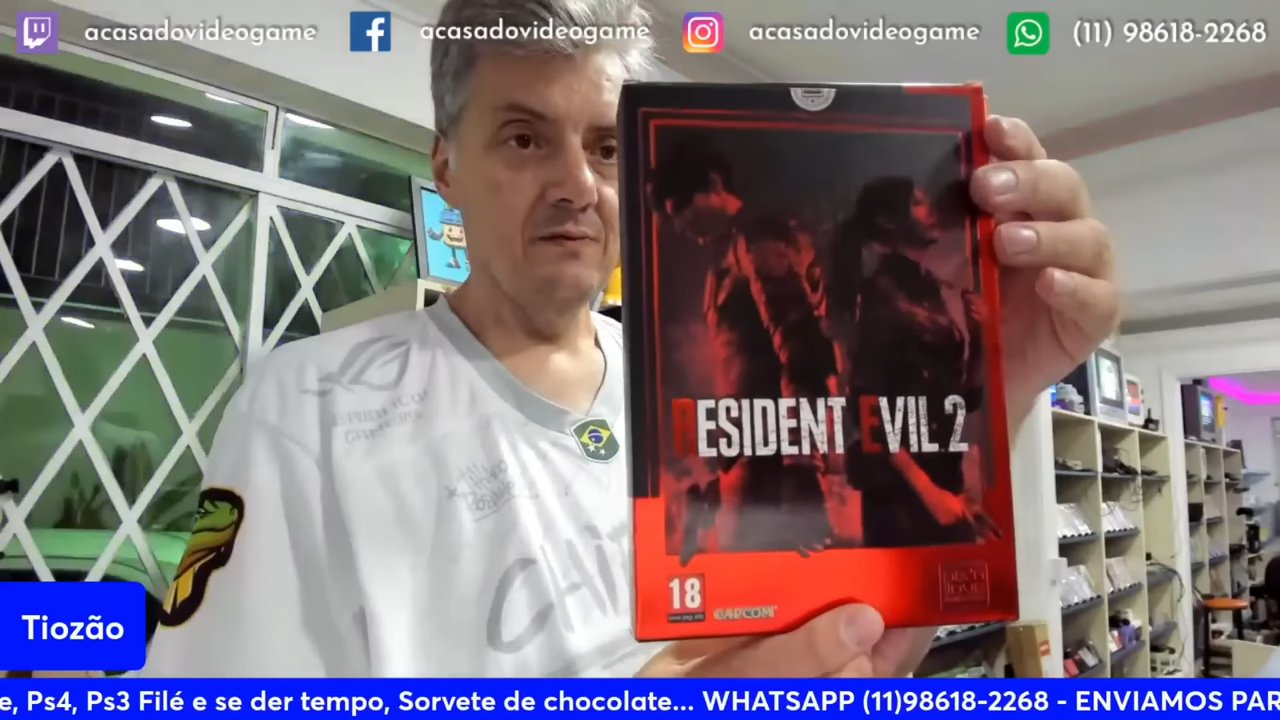 acasadovideogame
acasadovideogame
acasadovideogame
(11) 98618-2268
RESIDENT EVIL 2
18
CAPCOM
Tiozão
e, Ps4, Ps3 Filé e se der tempo, Sorvete de chocolate... WHATSAPP (11)98618-2268 - ENVIAMOS PAR